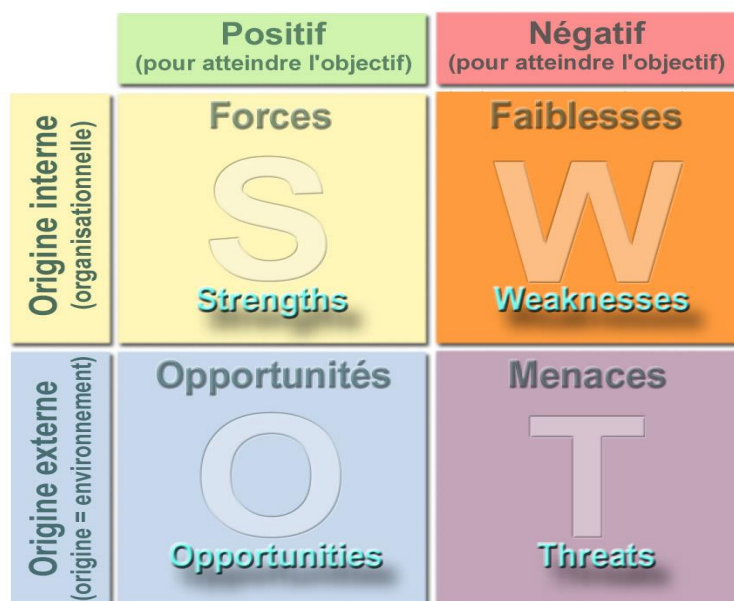 Positif
(pour atteindre l'objectif)
Négatif
(pour atteindre l'objectif)
Origine interne
(organisationnelle)
Forces
S
Strengths
Faiblesses
W
Weaknesses
Origine externe
(origine = environnement)
Opportunités
O
Opportunities
Menaces
T
Threats